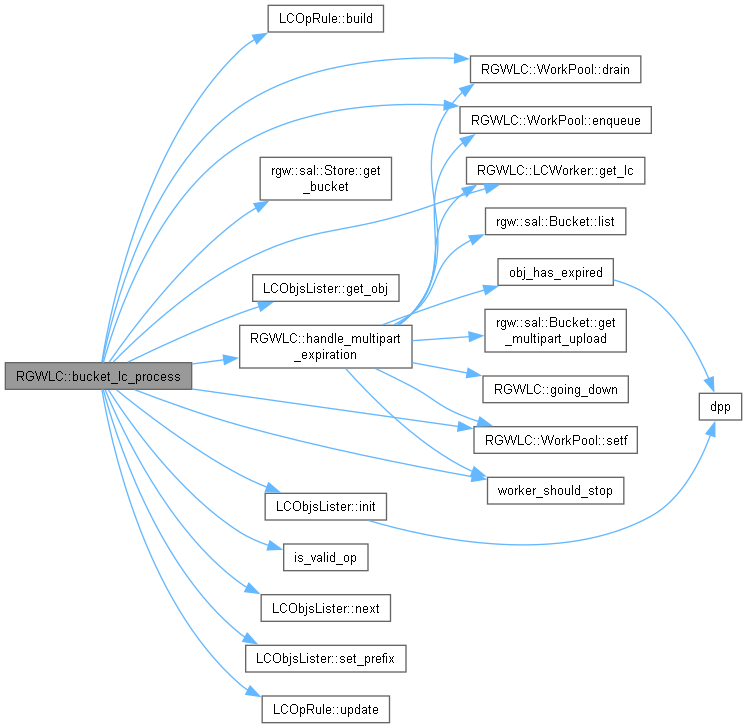 LCOpRule::build
RGWLC::WorkPool::drain
RGWLC::WorkPool::enqueue
rgw::sal::Store::get
_bucket
RGWLC::LCWorker::get_lc
rgw::sal::Bucket::list
obj_has_expired
LCObjsLister::get_obj
rgw::sal::Bucket::get
_multipart_upload
RGWLC::handle_multipart
_expiration
RGWLC::bucket_lc_process
RGWLC::going_down
dpp
RGWLC::WorkPool::setf
worker_should_stop
LCObjsLister::init
is_valid_op
LCObjsLister::next
LCObjsLister::set_prefix
LCOpRule::update